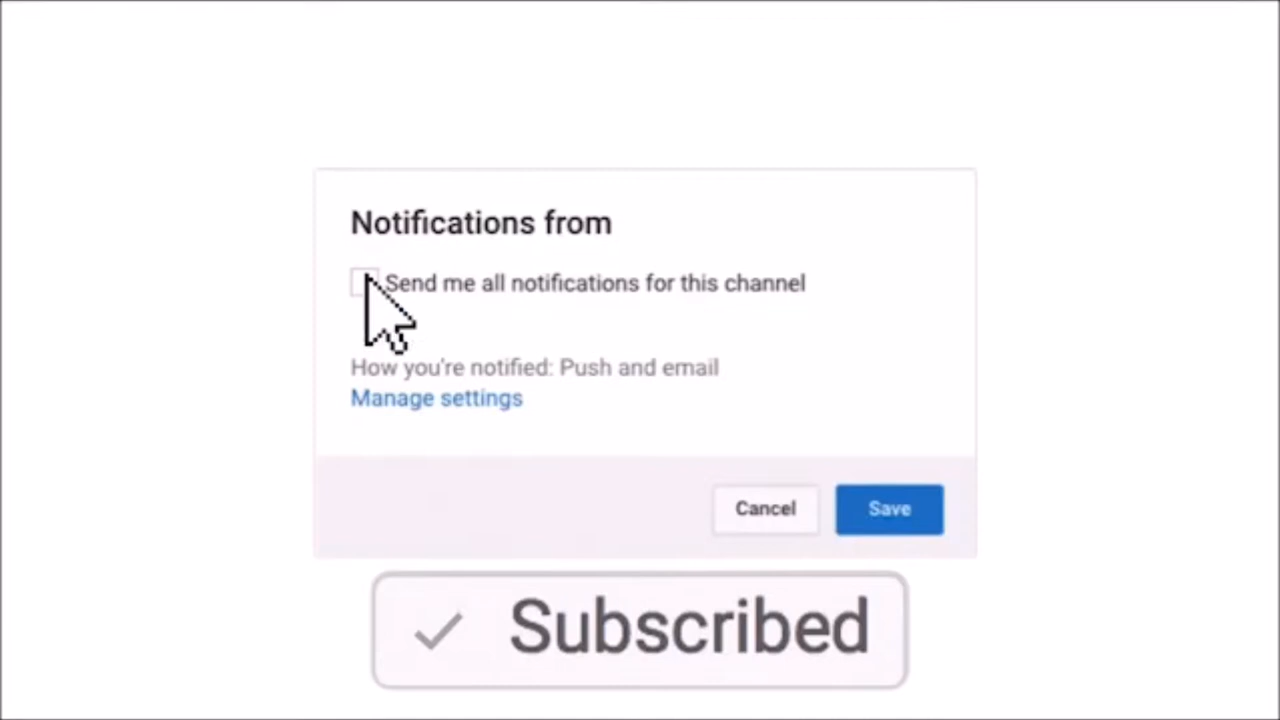 Notifications from
Send me all notifications for this channel
How you're notified: Push and email
Manage settings
Cancel Save
Subscribed